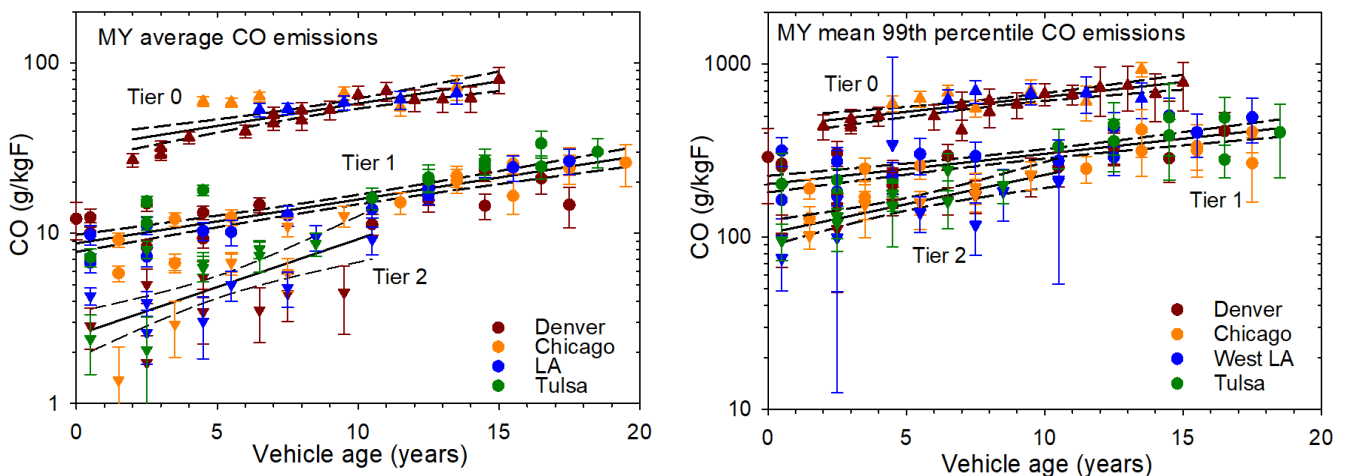 MY average CO emissions
100
10
1
CO (g/kgF)
Tier 0
Tier 1
Tier 2
Denver
Chicago
LA
Tulsa
0 5 10 15 20
Vehicle age (years)
MY mean 99th percentile CO emissions
1000
100
10
CO (g/kgF)
Tier 0
Tier 1
Tier 2
Denver
Chicago
West LA
Tulsa
0 5 10 15 20
Vehicle age (years)